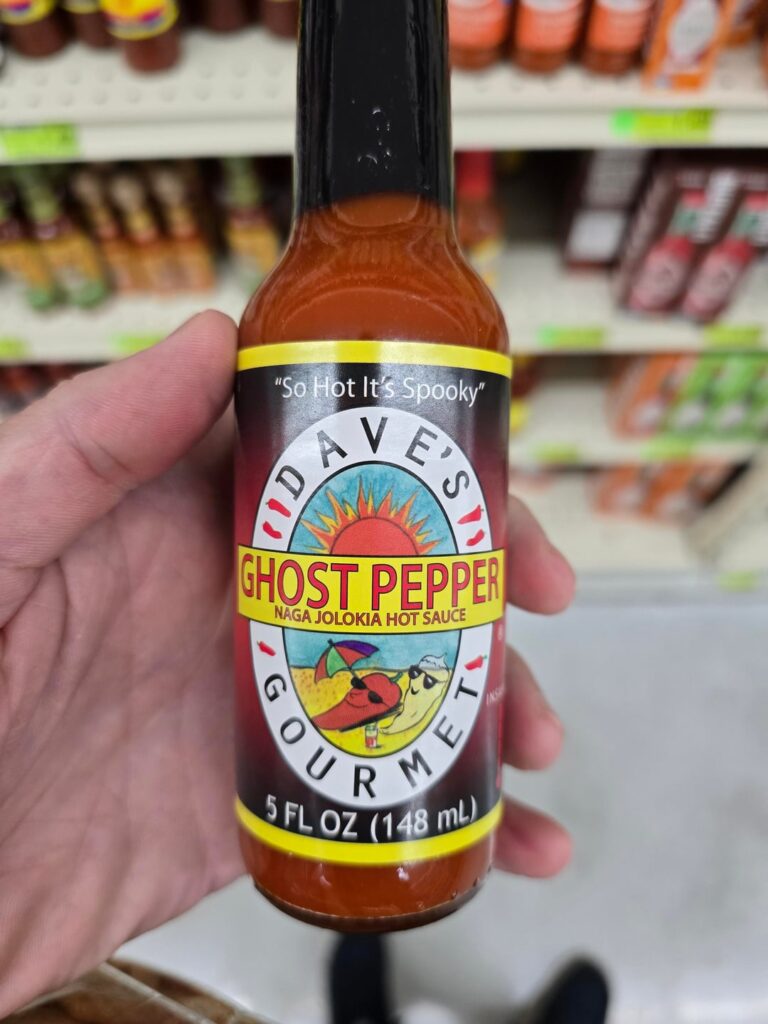 "So Hot It's Spooky"
DAVE'S
GHOST PEPPER
NAGA JOLOKIA HOT SAUCE
GOURMET
5 FL OZ (148 mL)